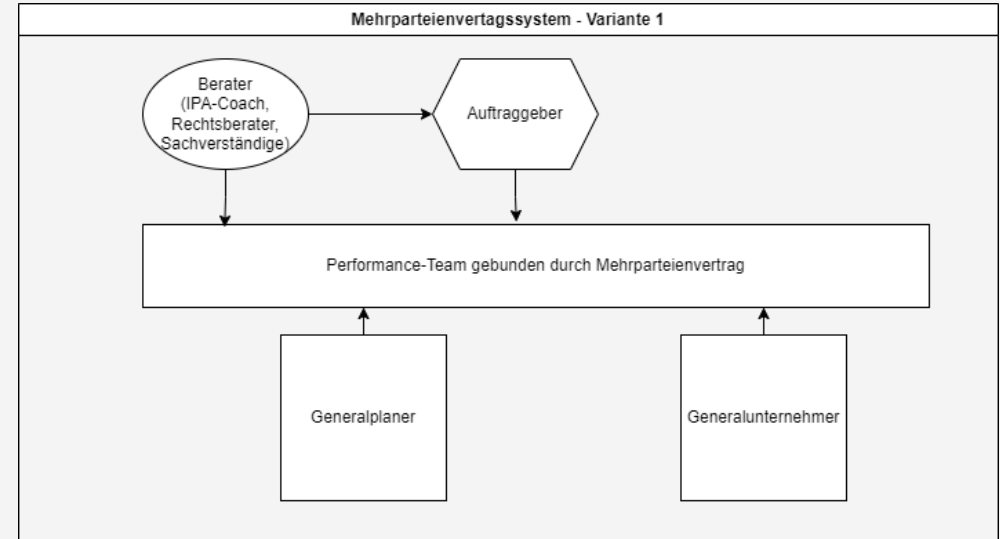 Mehrparteienvertagssystem - Variante 1
Berater
(IPA-Coach,
Rechtsberater,
Sachverständige)
Auftraggeber
Performance-Team gebunden durch Mehrparteienvertrag
Generalplaner
Generalunternehmer